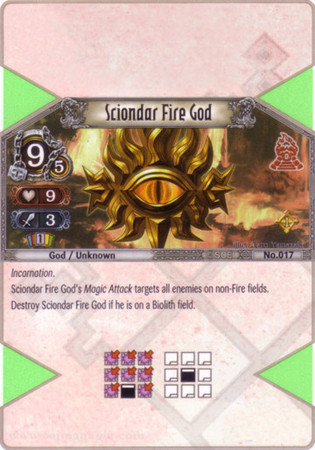 Sciondar Fire God
9
5
9
3
God / Unknown
No.017
Incarnation.
Sciondar Fire God's Magic Attack targets all enemies on non-Fire fields.
Destroy Sciondar Fire God if he is on a Biolith field.